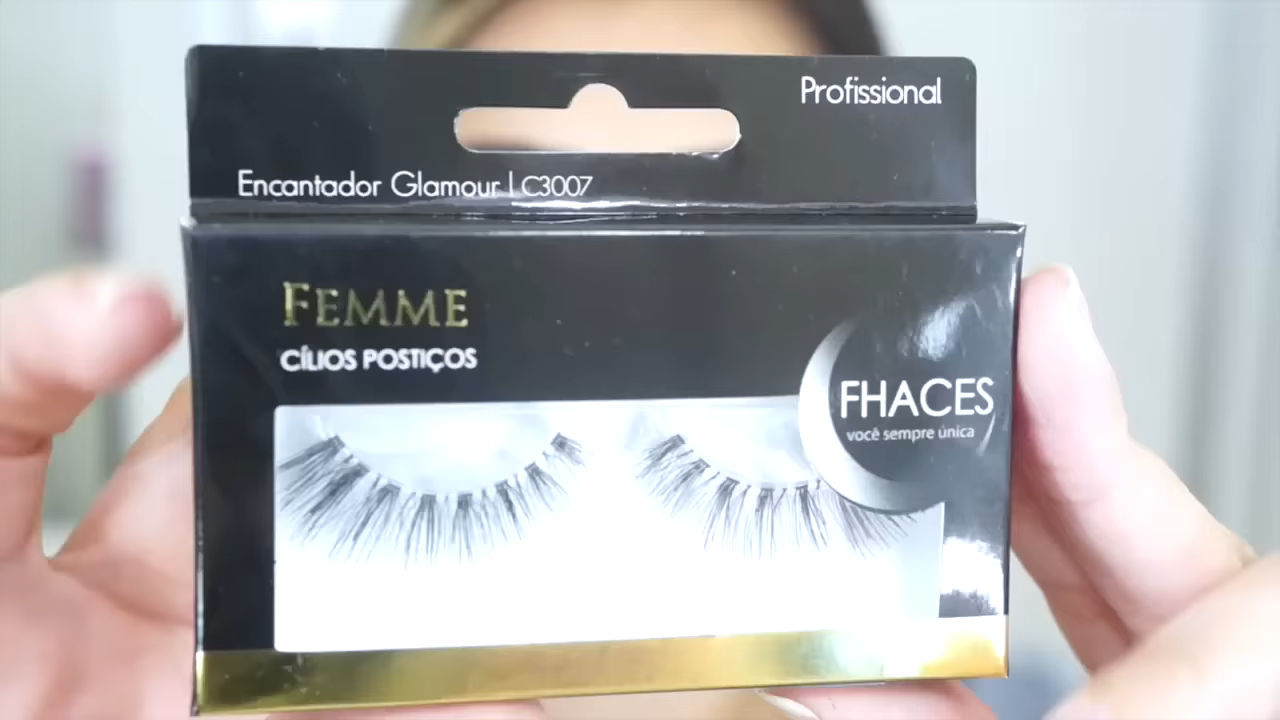 Profissional
Encantador Glamour | C3007
FEMME
CÍLIOS POSTIÇOS
FHACES
você sempre única